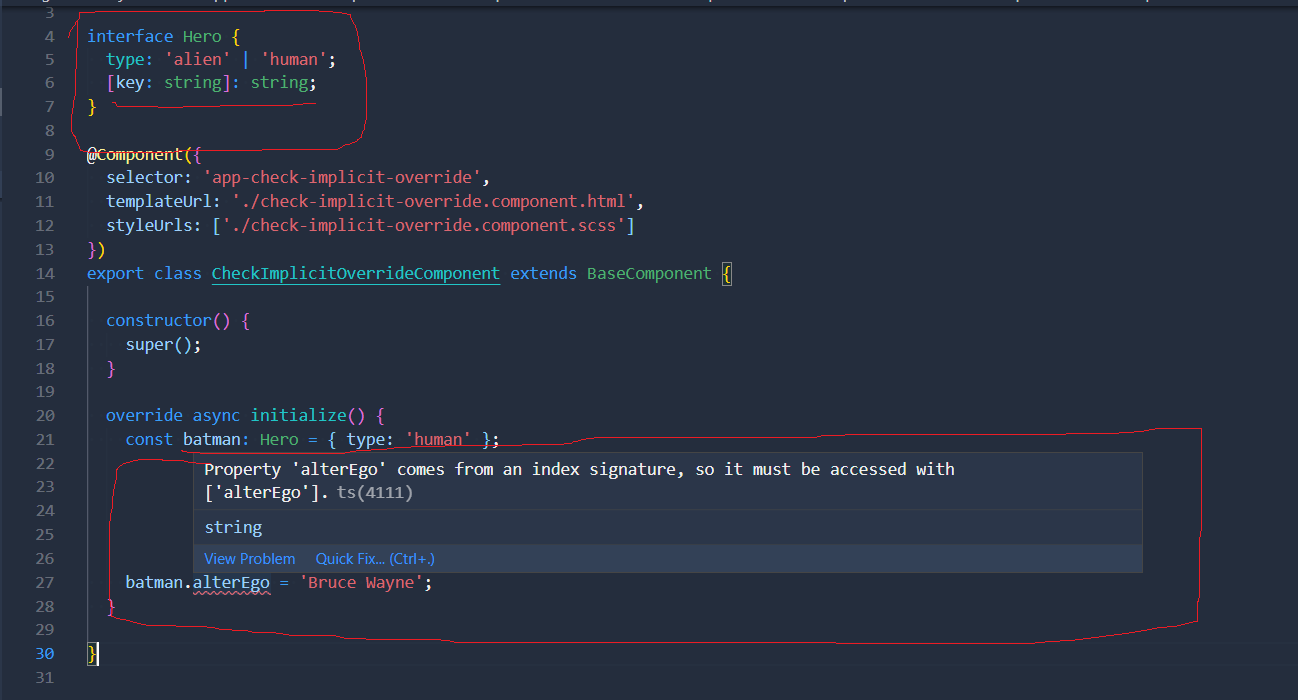 3
4 interface Hero {
5 type: 'alien' | 'human';
6 [key: string]: string;
7 }
8
9 @Component({
10 selector: 'app-check-implicit-override',
11 templateUrl: './check-implicit-override.component.html',
12 styleUrls: ['./check-implicit-override.component.scss']
13 })
14 export class CheckImplicitOverrideComponent extends BaseComponent {
15
16 constructor() {
17 super();
18 }
19
20 override async initialize() {
21 const batman: Hero = { type: 'human' };
22 Property 'alterEgo' comes from an index signature, so it must be accessed with
23 ['alterEgo']. ts(4111)
24
25 string
26 View Problem Quick Fix... (Ctrl+.)
27 batman.alterEgo = 'Bruce Wayne';
28 }
29
30 }
31